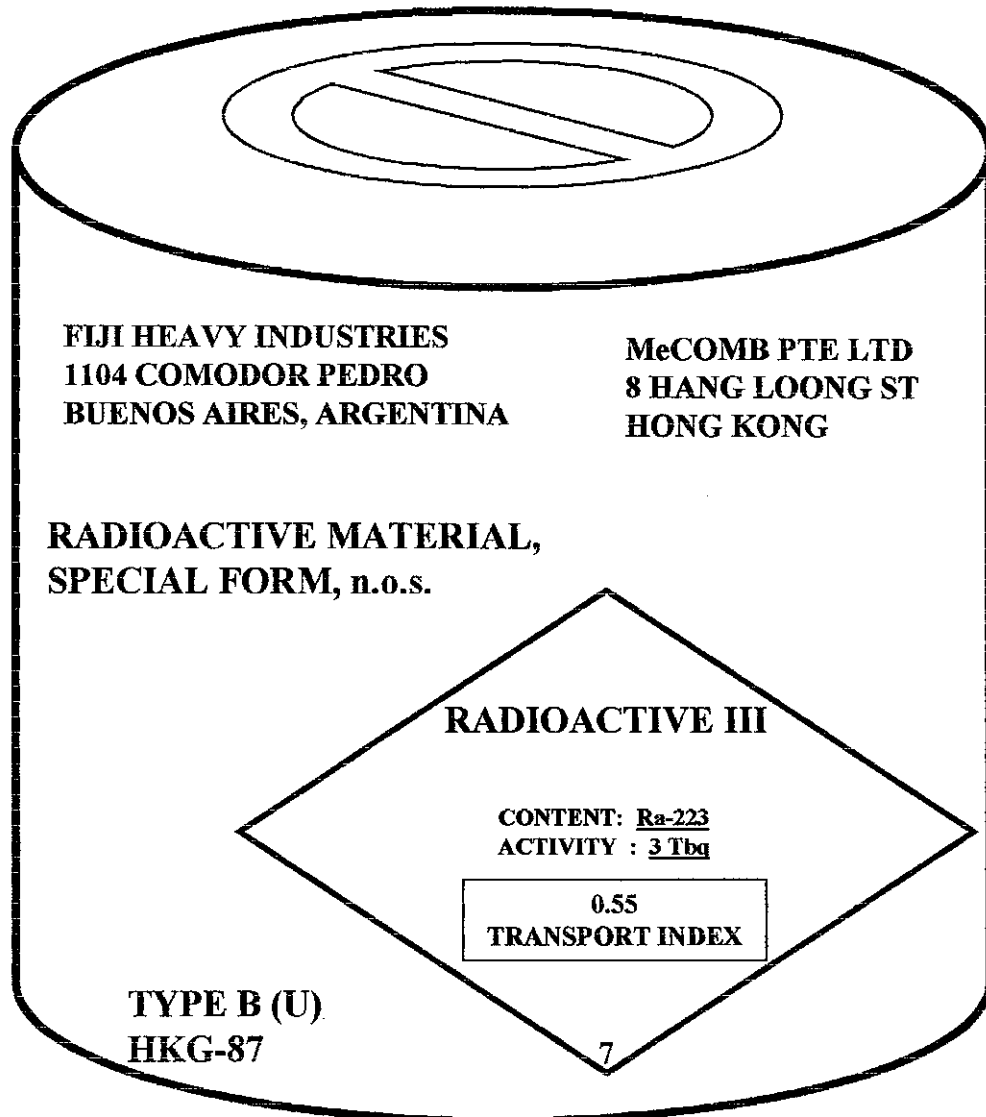 FIJI HEAVY INDUSTRIES
1104 COMODOR PEDRO
BUENOS AIRES, ARGENTINA
MeCOMB PTE LTD
8 HANG LOONG ST
HONG KONG
RADIOACTIVE MATERIAL,
SPECIAL FORM, n.o.s.
RADIOACTIVE III
CONTENT: Ra-223
ACTIVITY : 3 Tbq
0.55
TRANSPORT INDEX
TYPE B (U)
HKG-87
7